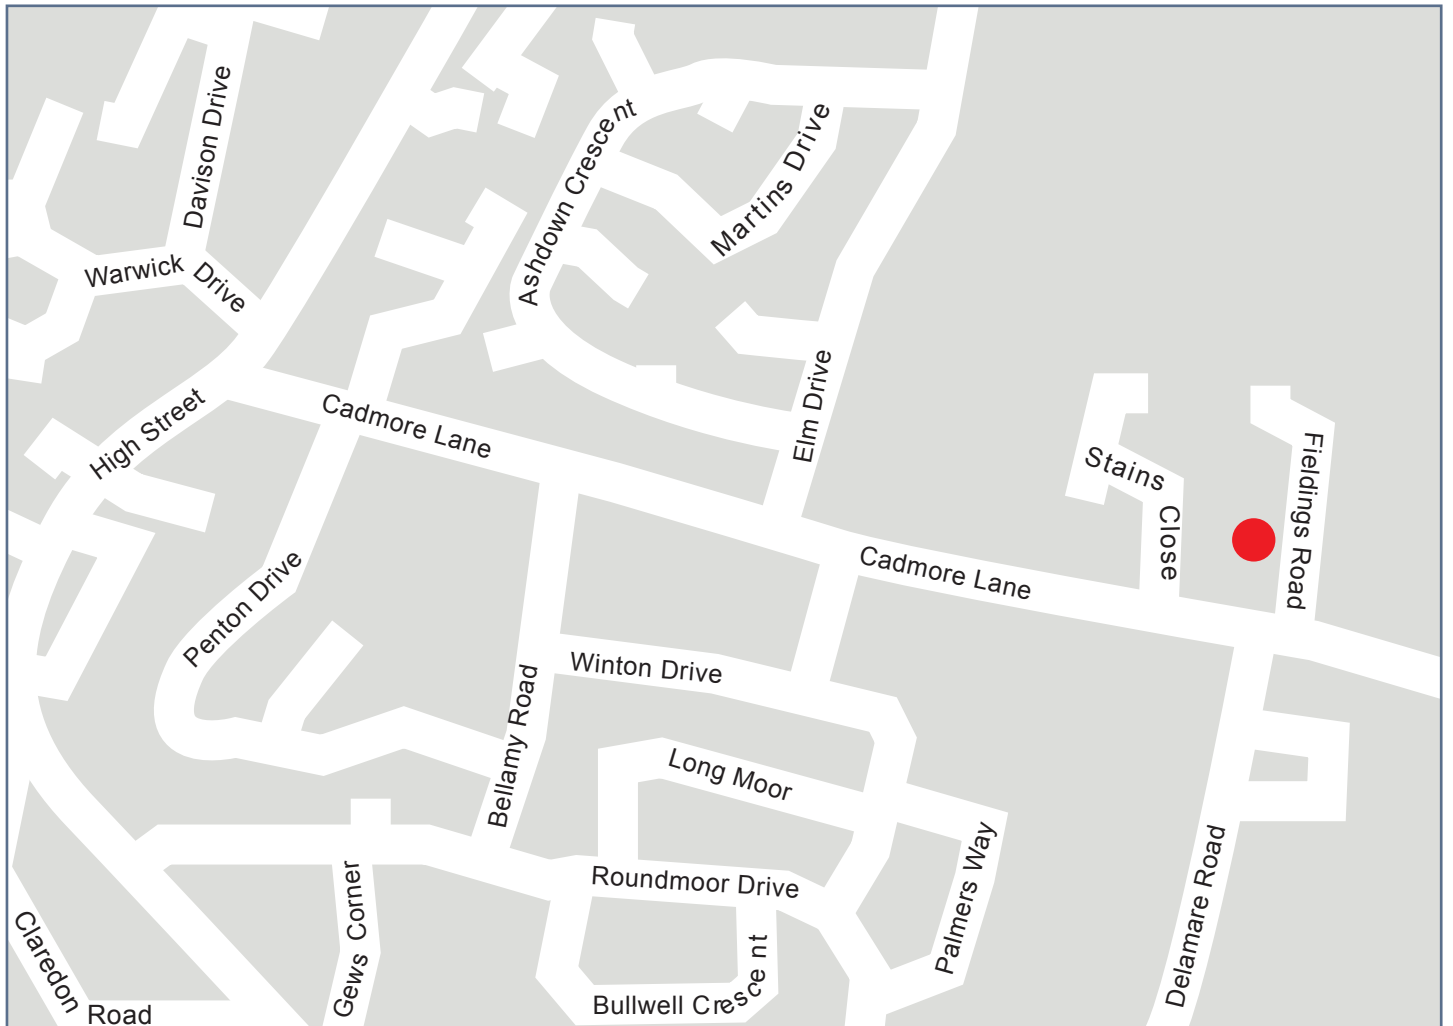 Davison Drive
Ashdown Crescent
Martins Drive
Warwick
Drive
Elm Drive
High Street
Cadmore Lane
Fieldings Road
Stains
Close
Cadmore Lane
Penton Drive
Winton Drive
Bellamy Road
Long Moor
Palmers Way
Delamare Road
Gews Corner
Roundmoor Drive
Claredon
Road
Bullwell Crescent